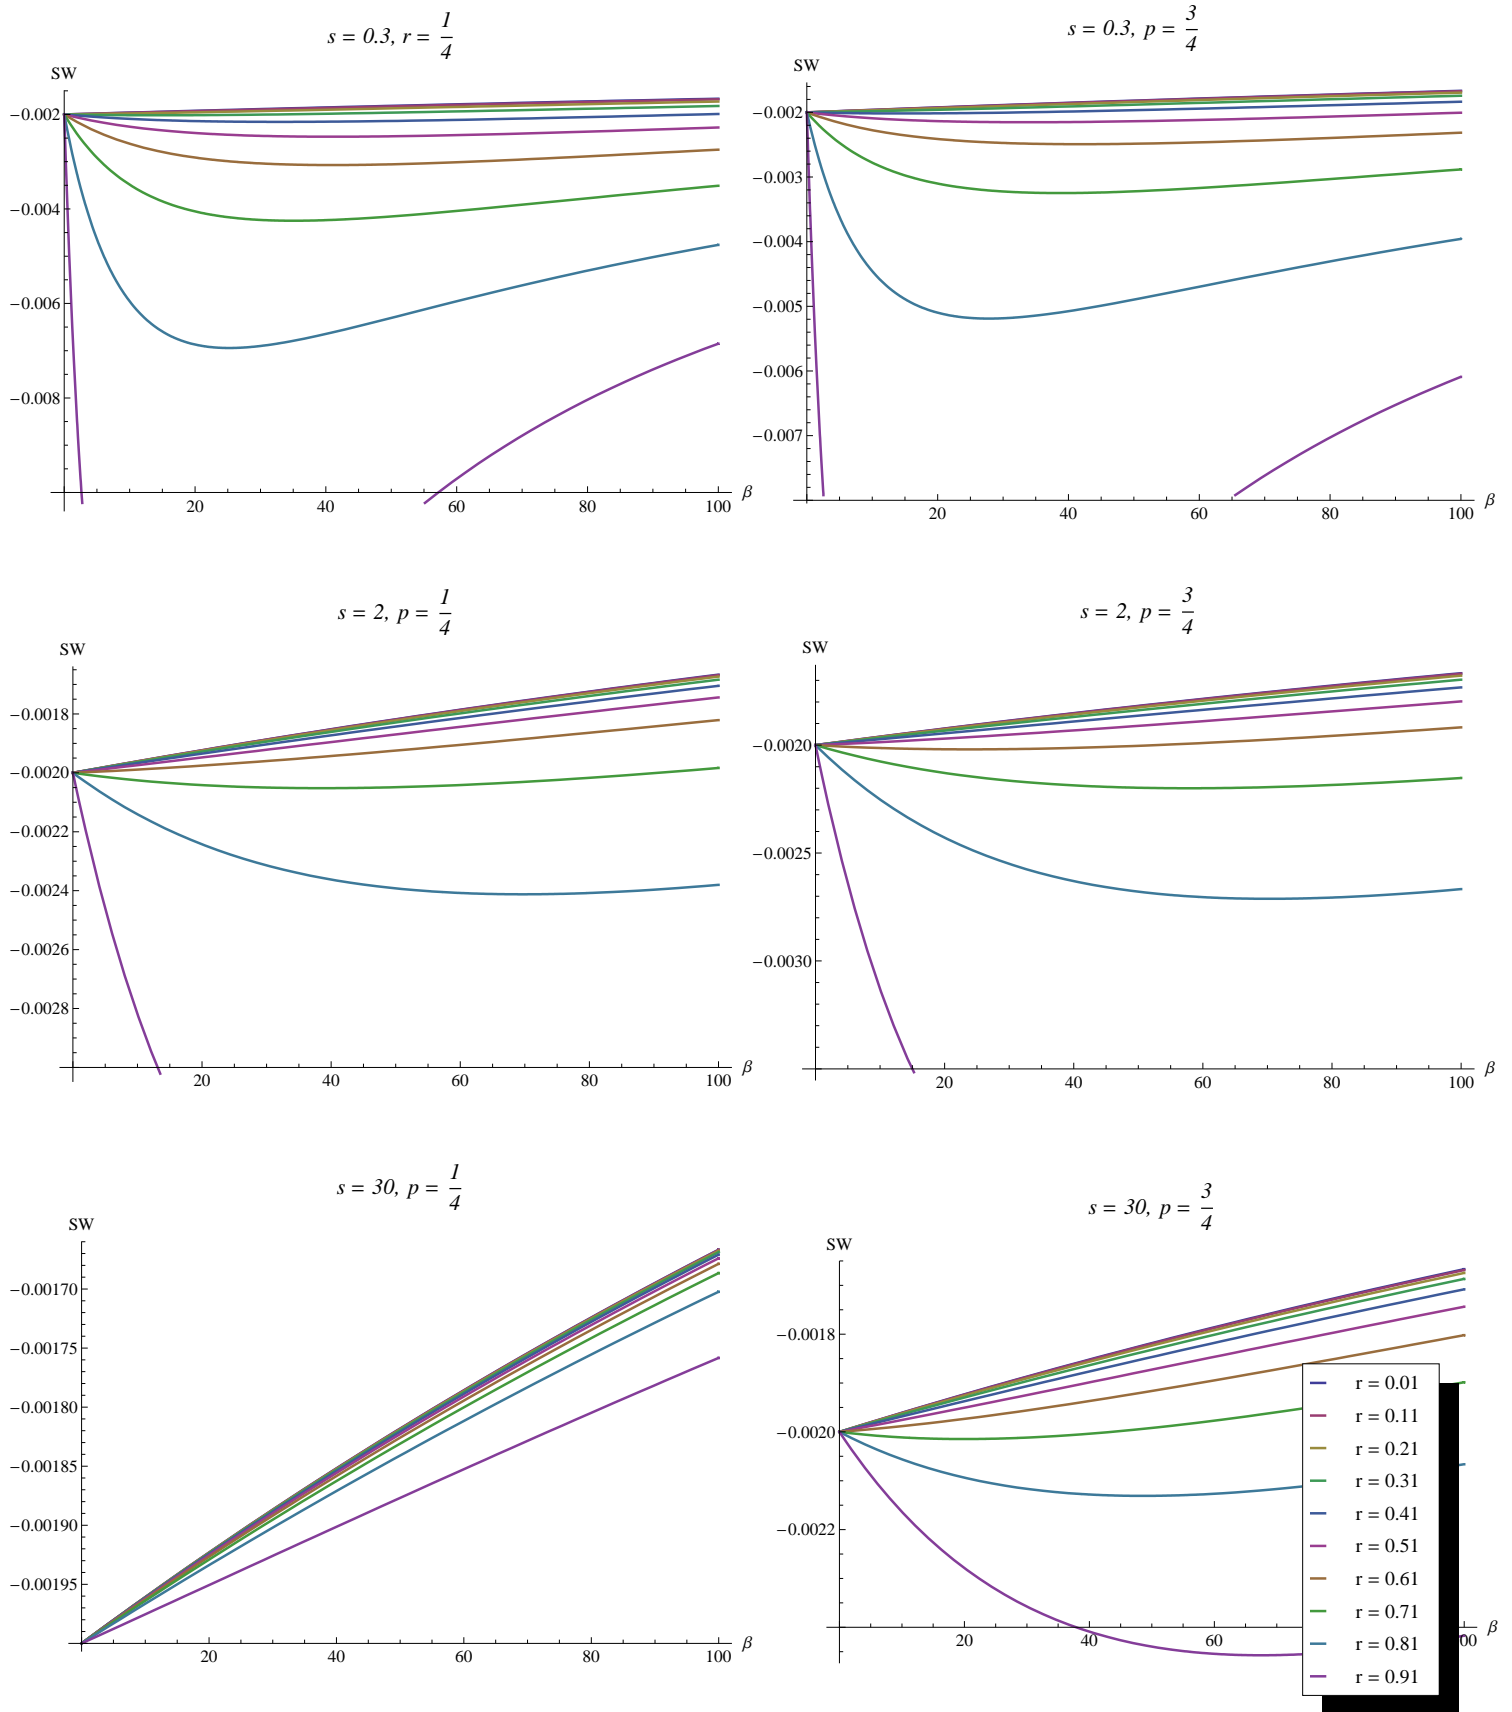 s = 0.3, r = 1/4
SW
−0.002
−0.004
−0.006
−0.008
20 40 60 80 100 β
s = 0.3, p = 3/4
SW
−0.002
−0.003
−0.004
−0.005
−0.006
−0.007
20 40 60 80 100 β
s = 2, p = 1/4
SW
−0.0018
−0.0020
−0.0022
−0.0024
−0.0026
−0.0028
20 40 60 80 100 β
s = 2, p = 3/4
SW
−0.0020
−0.0025
−0.0030
20 40 60 80 100 β
s = 30, p = 1/4
SW
−0.00170
−0.00175
−0.00180
−0.00185
−0.00190
−0.00195
20 40 60 80 100 β
s = 30, p = 3/4
SW
−0.0018
−0.0020
−0.0022
20 40 60 00 β
r = 0.01
r = 0.11
r = 0.21
r = 0.31
r = 0.41
r = 0.51
r = 0.61
r = 0.71
r = 0.81
r = 0.91